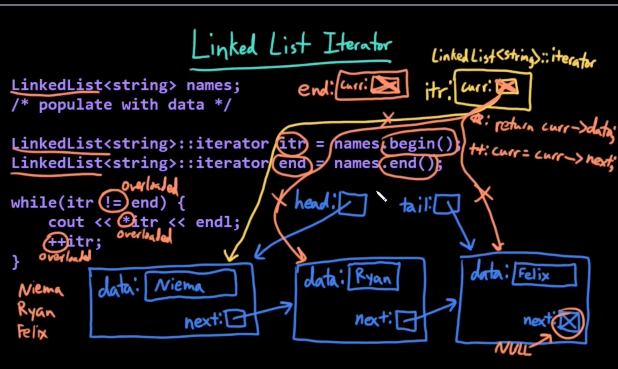 Linked List Iterator
LinkedList<string>::iterator
end: curr:
itr: curr:
LinkedList<string> names;
/* populate with data */
*: return curr->data;
++: curr = curr->next;
LinkedList<string>::iterator itr = names.begin();
LinkedList<string>::iterator end = names.end();
overloaded
while(itr != end) {
cout << *itr << endl;
overloaded
++itr;
overloaded
}
head:
tail:
data: Niema
next:
data: Ryan
next:
data: Felix
next:
NULL
Niema
Ryan
Felix